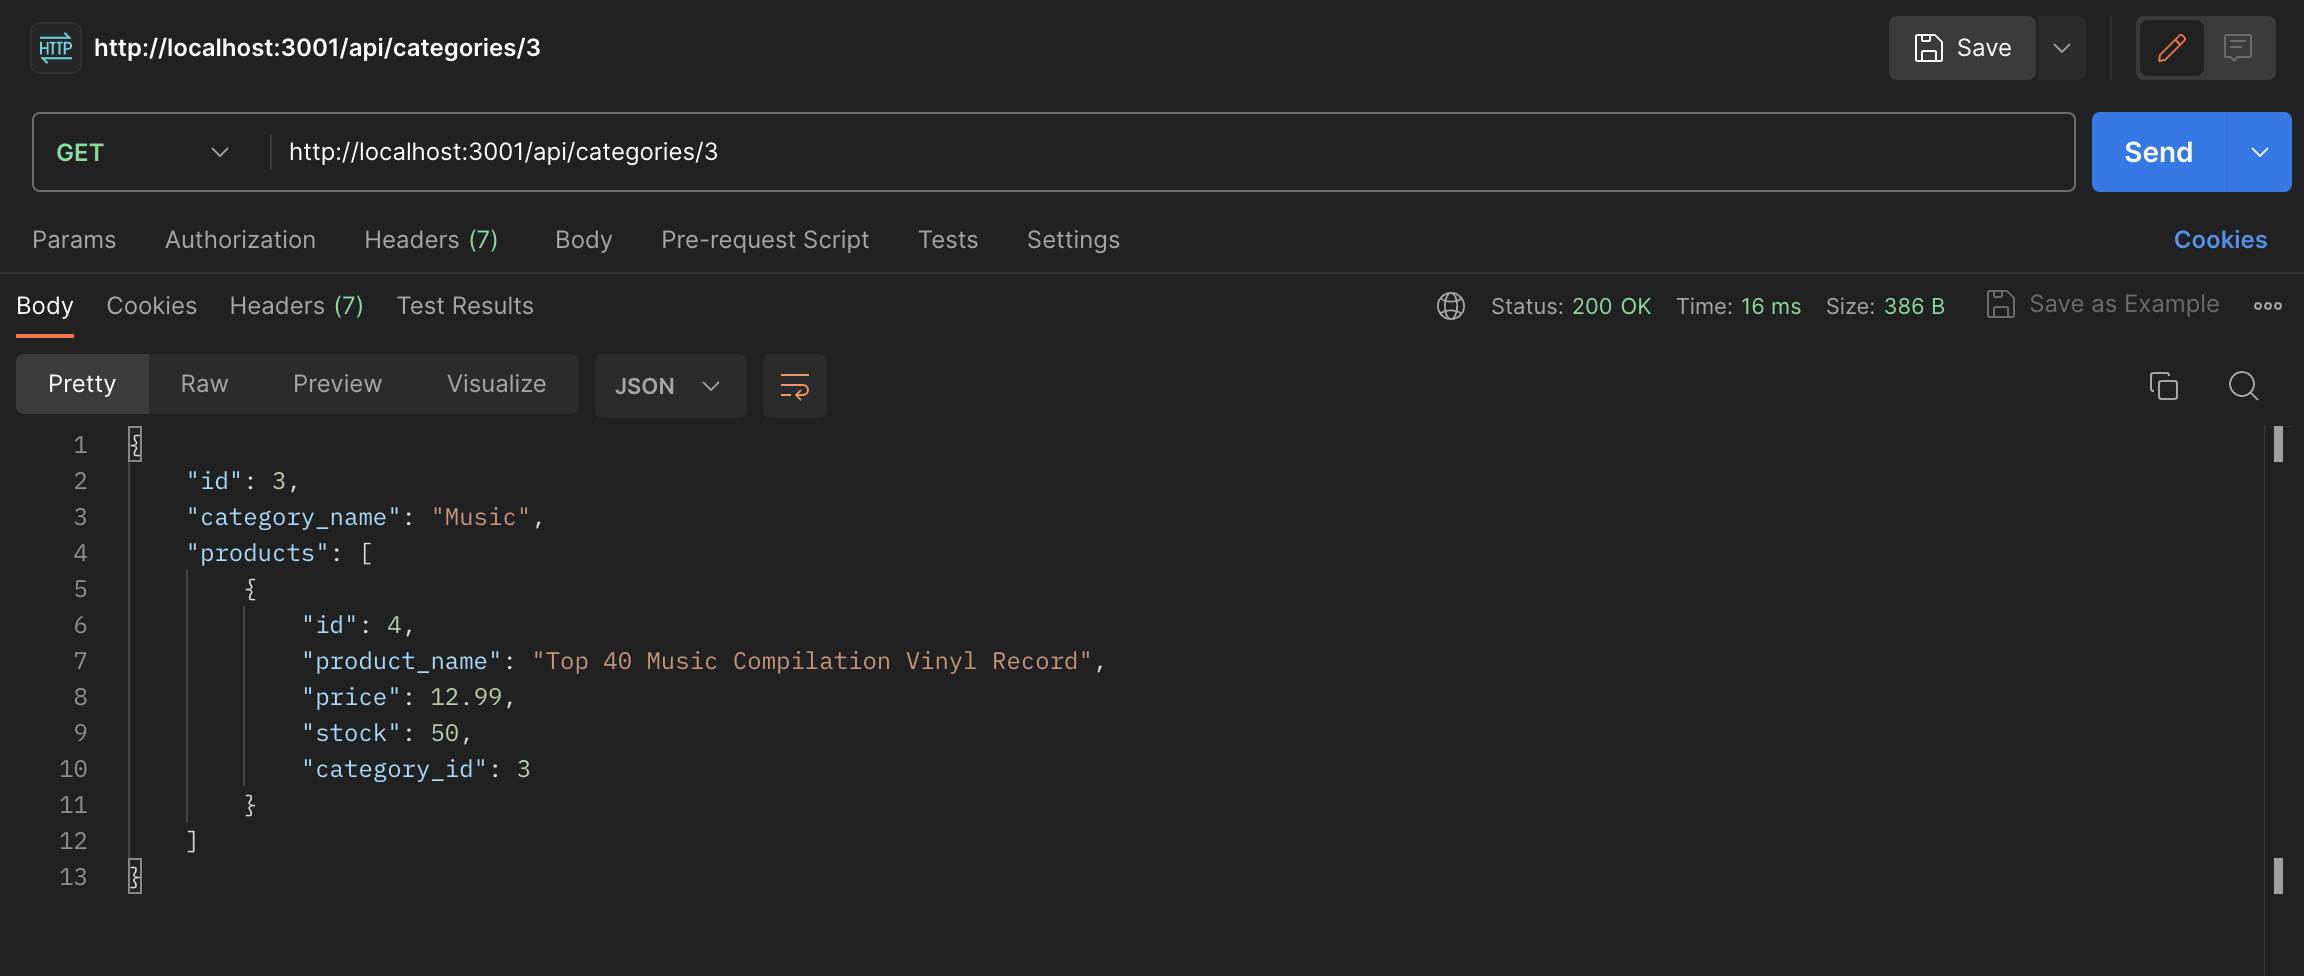 HTTP http://localhost:3001/api/categories/3 Save
GET http://localhost:3001/api/categories/3 Send
Params Authorization Headers (7) Body Pre-request Script Tests Settings Cookies
Body Cookies Headers (7) Test Results Status: 200 OK Time: 16 ms Size: 386 B Save as Example
Pretty Raw Preview Visualize JSON
1 {
2 "id": 3,
3 "category_name": "Music",
4 "products": [
5 {
6 "id": 4,
7 "product_name": "Top 40 Music Compilation Vinyl Record",
8 "price": 12.99,
9 "stock": 50,
10 "category_id": 3
11 }
12 ]
13 }